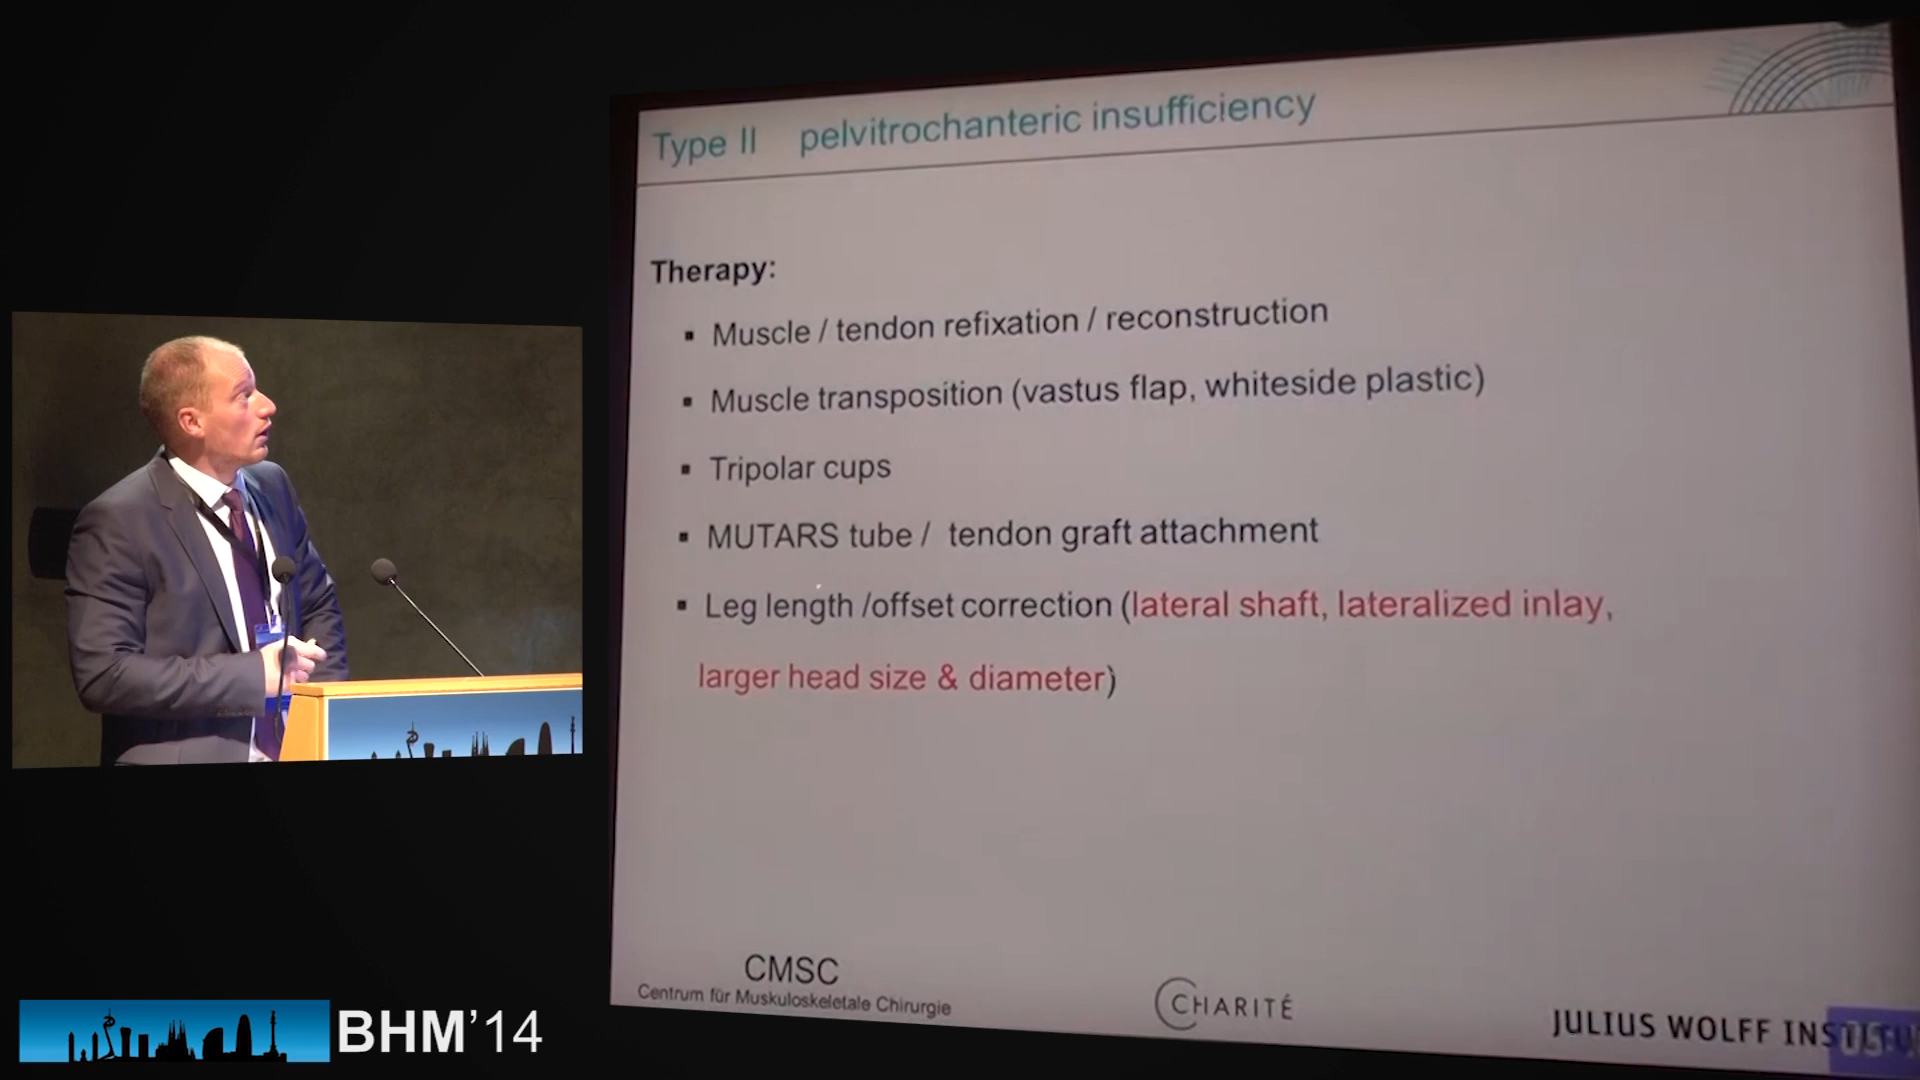 Type II pelvitrochanteric insufficiency
Therapy:
▪ Muscle / tendon refixation / reconstruction
▪ Muscle transposition (vastus flap, whiteside plastic)
▪ Tripolar cups
▪ MUTARS tube / tendon graft attachment
▪ Leg length /offset correction (lateral shaft, lateralized inlay,
larger head size & diameter)
CMSC
Centrum für Muskuloskeletale Chirurgie
CHARITÉ
JULIUS WOLFF
BHM'14